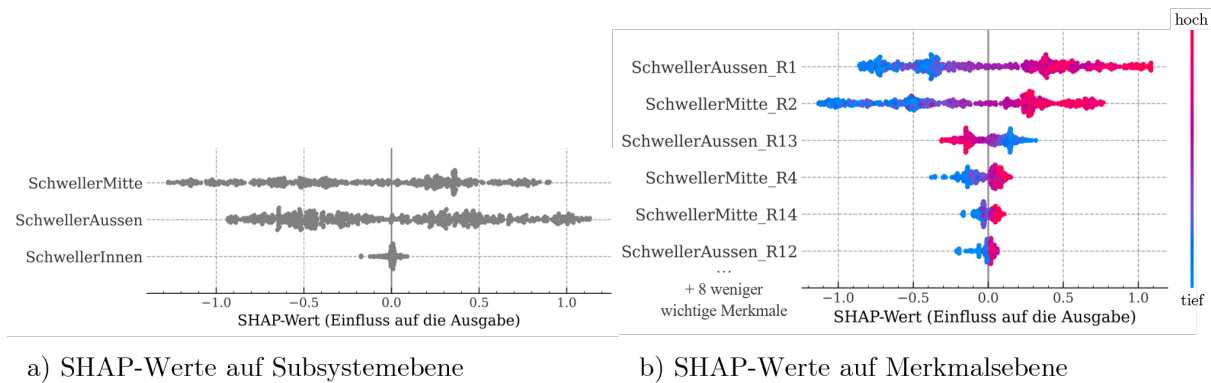 SchwellerMitte
SchwellerAussen
SchwellerInnen
−1.0 −0.5 0.0 0.5 1.0
SHAP-Wert (Einfluss auf die Ausgabe)
a) SHAP-Werte auf Subsystemebene
hoch
SchwellerAussen_R1
SchwellerMitte_R2
SchwellerAussen_R13
SchwellerMitte_R4
SchwellerMitte_R14
SchwellerAussen_R12
...
+ 8 weniger
wichtige Merkmale
−1.0 −0.5 0.0 0.5 1.0
tief
SHAP-Wert (Einfluss auf die Ausgabe)
b) SHAP-Werte auf Merkmalsebene